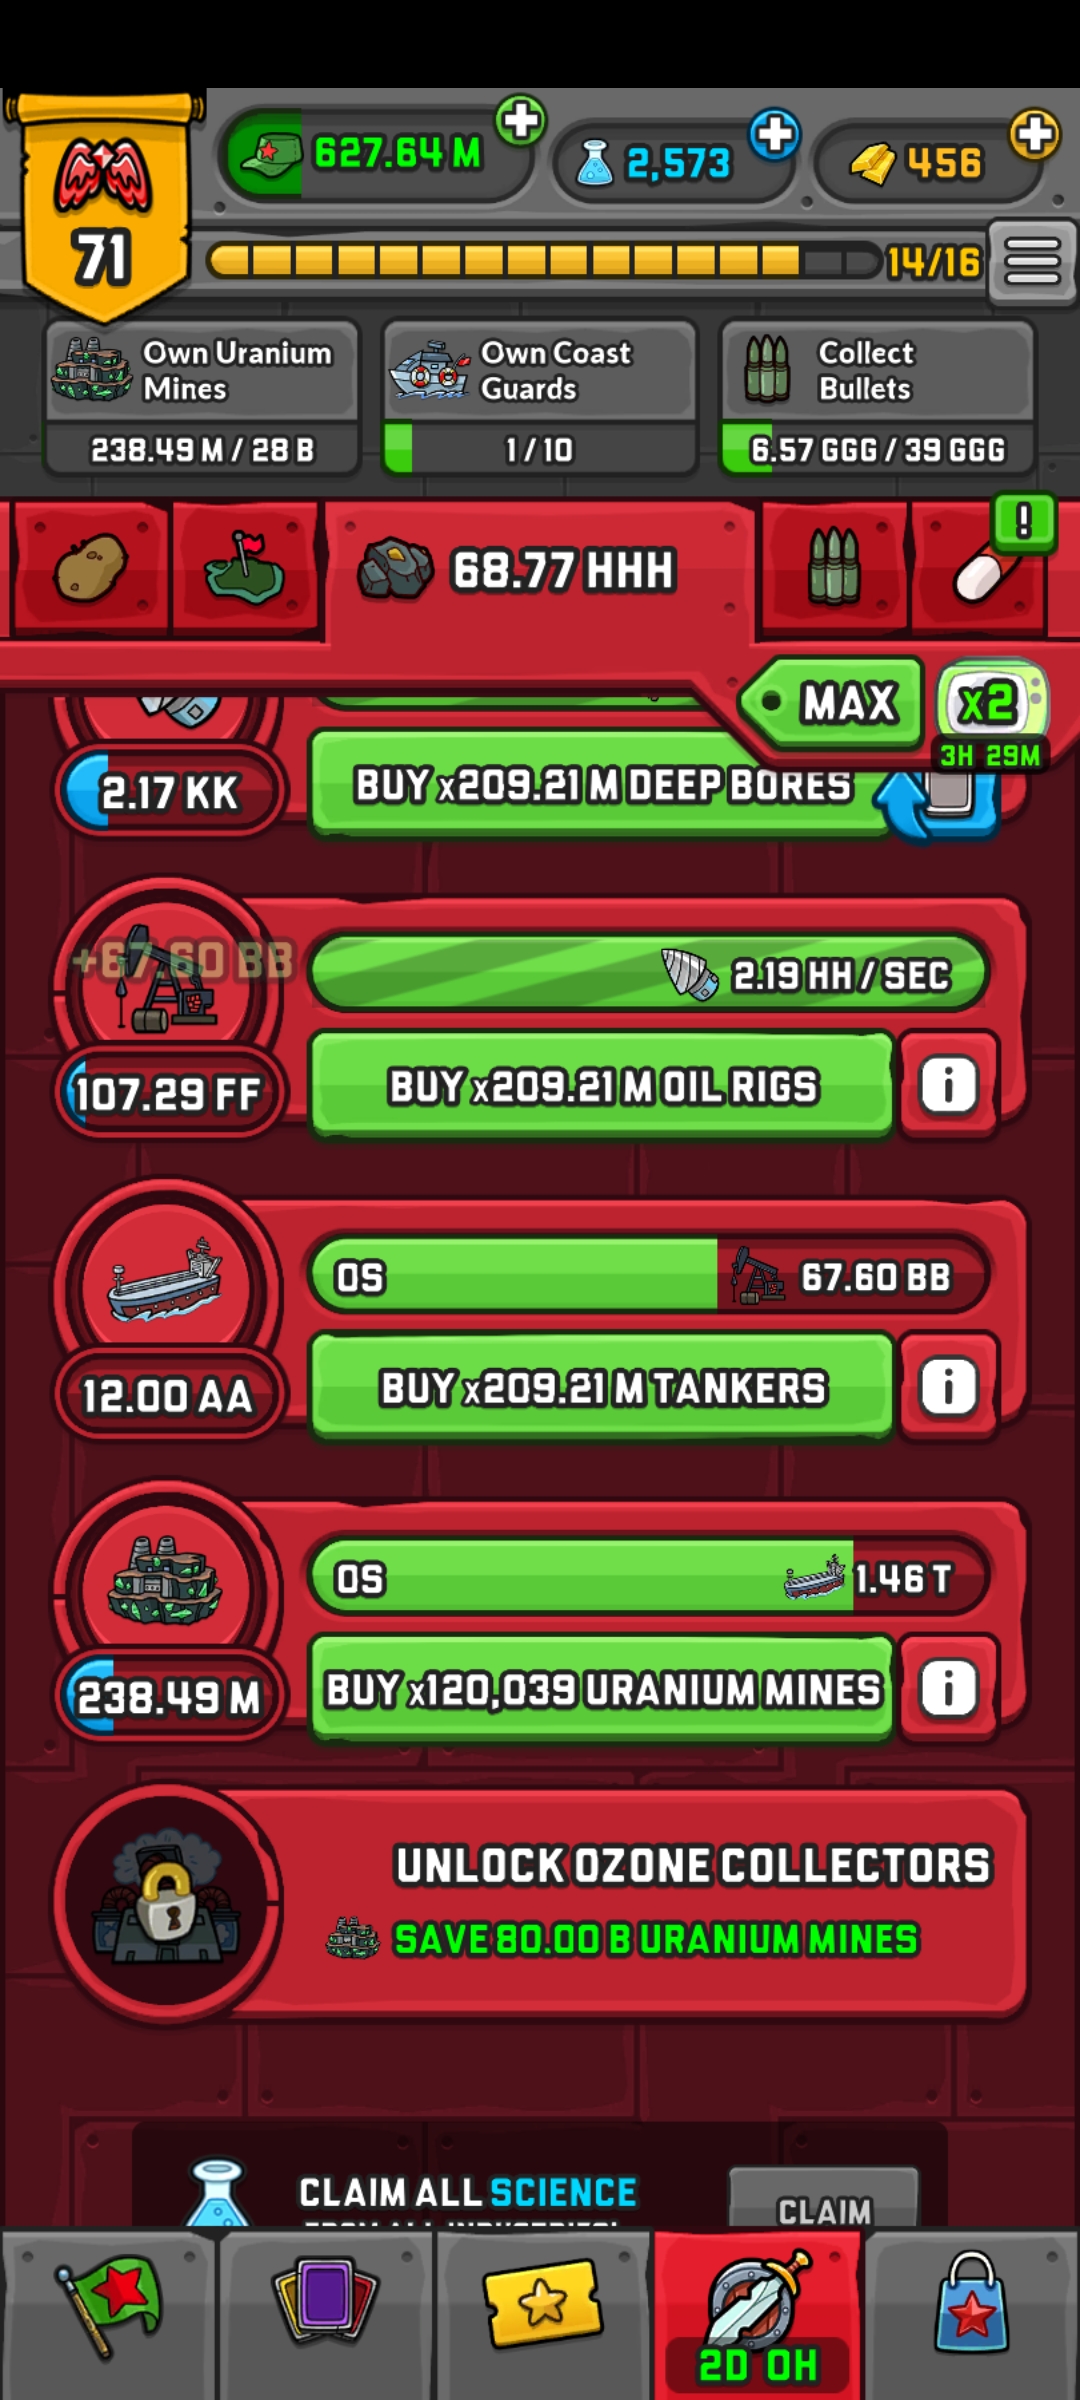 627.64 M
2,573
456
71
14/16
Own Uranium
Mines
238.49 M / 28 B
Own Coast
Guards
1 / 10
Collect
Bullets
6.57 GGG / 39 GGG
68.77 HHH
!
MAX
x2
3H 29M
2.17 KK
BUY x209.21 M DEEP BORES
+67.60 BB
2.19 HH / SEC
107.29 FF
BUY x209.21 M OIL RIGS
i
0S
67.60 BB
12.00 AA
BUY x209.21 M TANKERS
i
0S
1.46 T
238.49 M
BUY x120,039 URANIUM MINES
i
UNLOCK OZONE COLLECTORS
SAVE 80.00 B URANIUM MINES
CLAIM ALL SCIENCE
FROM ALL INDUSTRIES!
CLAIM
2D 0H